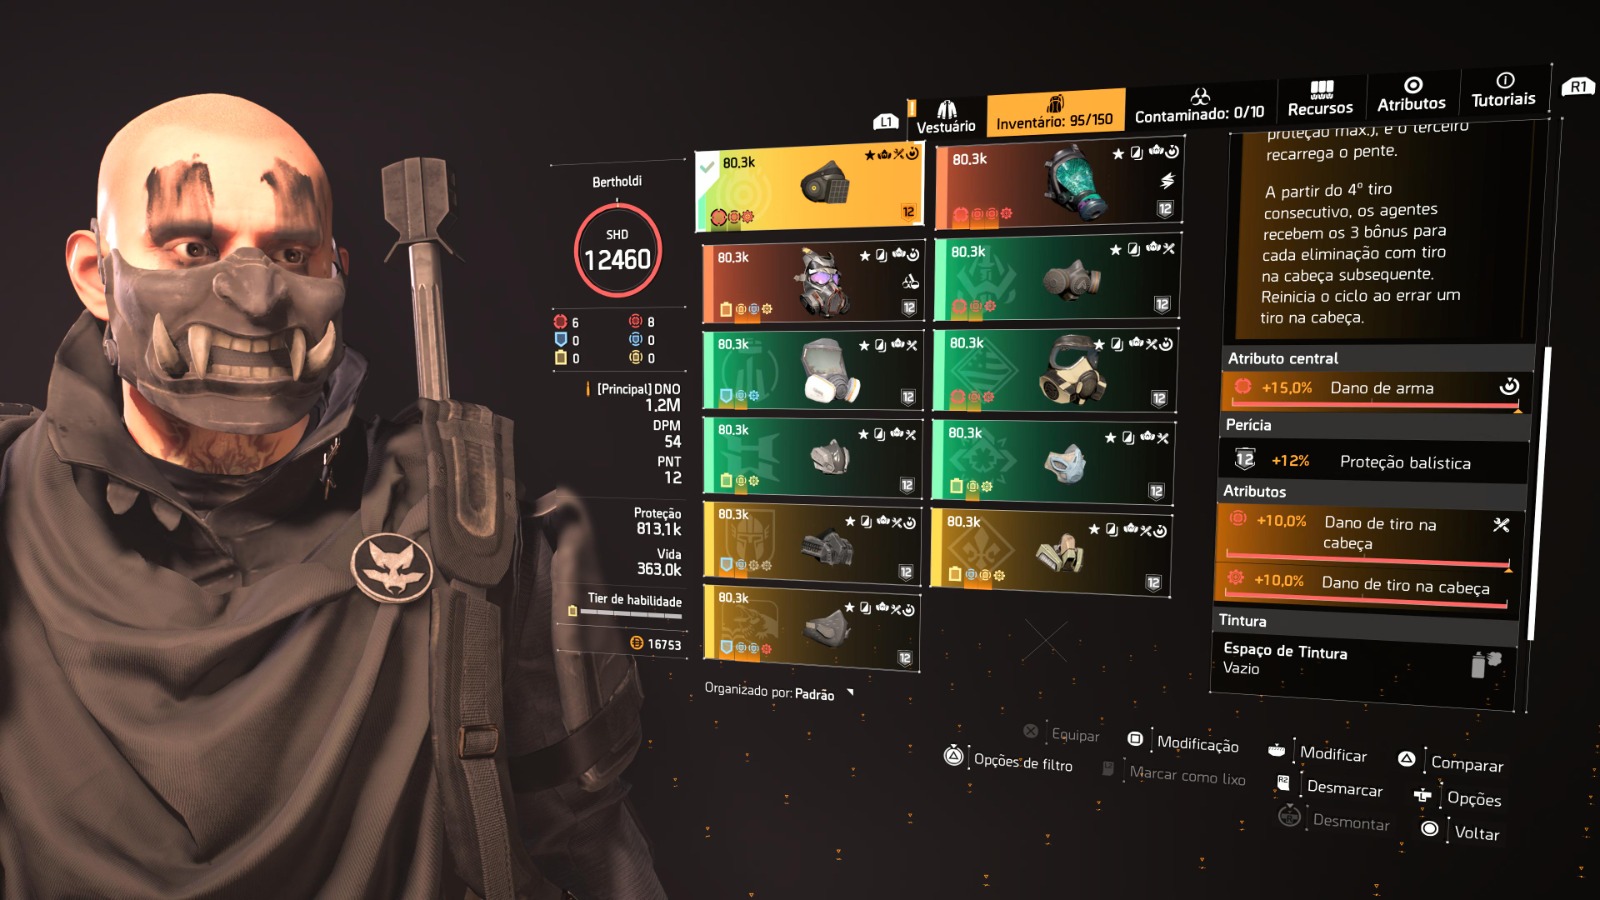 L1
Vestuário
Inventário: 95/150
Contaminado: 0/10
Recursos
Atributos
Tutoriais
R1
Bertholdi
SHD
12460
6
8
0
0
0
0
[Principal] DNO
1.2M
DPM
54
PNT
12
Proteção
813,1k
Vida
363,0k
Tier de habilidade
16753
80,3k
12
80,3k
12
80,3k
12
80,3k
12
80,3k
12
80,3k
12
80,3k
12
80,3k
12
80,3k
12
80,3k
12
80,3k
12
Organizado por: Padrão
proteção máx.), e o terceiro
recarrega o pente.
A partir do 4º tiro
consecutivo, os agentes
recebem os 3 bônus para
cada eliminação com tiro
na cabeça subsequente.
Reinicia o ciclo ao errar um
tiro na cabeça.
Atributo central
+15,0% Dano de arma
Perícia
12 +12% Proteção balística
Atributos
+10,0% Dano de tiro na
cabeça
+10,0% Dano de tiro na cabeça
Tintura
Espaço de Tintura
Vazio
Equipar
Modificação
Modificar
Comparar
Opções de filtro
Marcar como lixo
R2
Desmarcar
Opções
Desmontar
Voltar